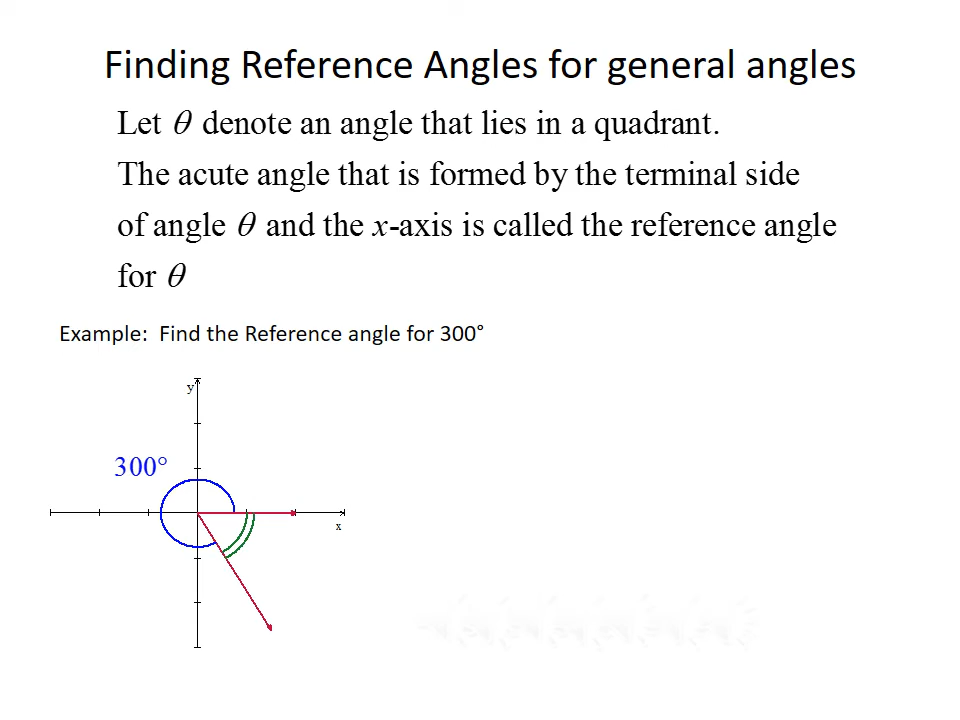 Finding Reference Angles for general angles
Let θ denote an angle that lies in a quadrant.
The acute angle that is formed by the terminal side
of angle θ and the x-axis is called the reference angle
for θ
Example: Find the Reference angle for 300°
y
300°
x